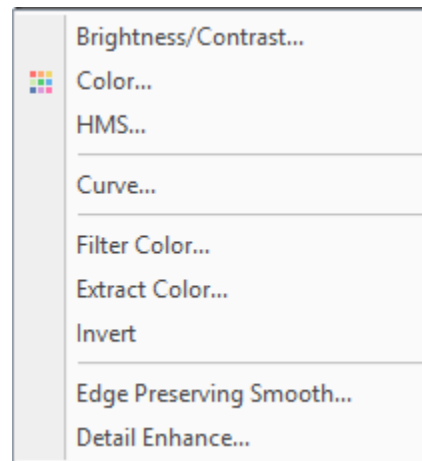 Brightness/Contrast...
Color...
HMS...
Curve...
Filter Color...
Extract Color...
Invert
Edge Preserving Smooth...
Detail Enhance...